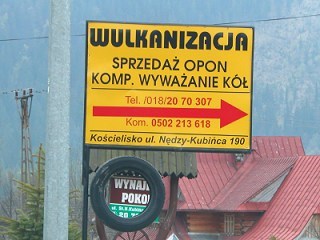 WULKANIZACJA
SPRZEDAŻ OPON
KOMP. WYWAŻANIE KÓŁ
Tel. /018/20 70 307
Kom. 0502 213 618
Kościelisko ul. Nędzy-Kubińca 190
WYNAJ
POKO